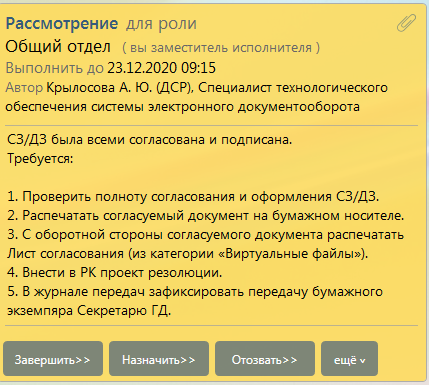 Рассмотрение для роли
Общий отдел ( вы заместитель исполнителя )
Выполнить до 23.12.2020 09:15
Автор Крылосова А. Ю. (ДСР), Специалист технологического
обеспечения системы электронного документооборота
СЗ/ДЗ была всеми согласована и подписана.
Требуется:
1. Проверить полноту согласования и оформления СЗ/ДЗ.
2. Распечатать согласуемый документ на бумажном носителе.
3. С оборотной стороны согласуемого документа распечатать
Лист согласования (из категории «Виртуальные файлы»).
4. Внести в РК проект резолюции.
5. В журнале передач зафиксировать передачу бумажного
экземпяра Секретарю ГД.
Завершить>> Назначить>> Отозвать>> ещё v